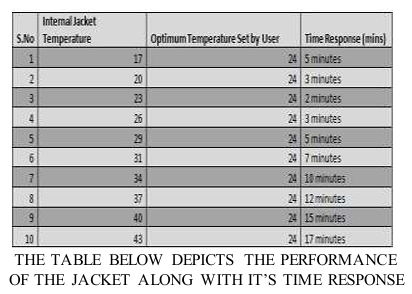 S.No Internal Jacket Temperature Optimum Temperature Set by User Time Response (mins)
1 17 24 5 minutes
2 20 24 3 minutes
3 23 24 2 minutes
4 26 24 3 minutes
5 29 24 5 minutes
6 31 24 7 minutes
7 34 24 10 minutes
8 37 24 12 minutes
9 40 24 15 minutes
10 43 24 17 minutes
THE TABLE BELOW DEPICTS THE PERFORMANCE
OF THE JACKET ALONG WITH IT'S TIME RESPONSE